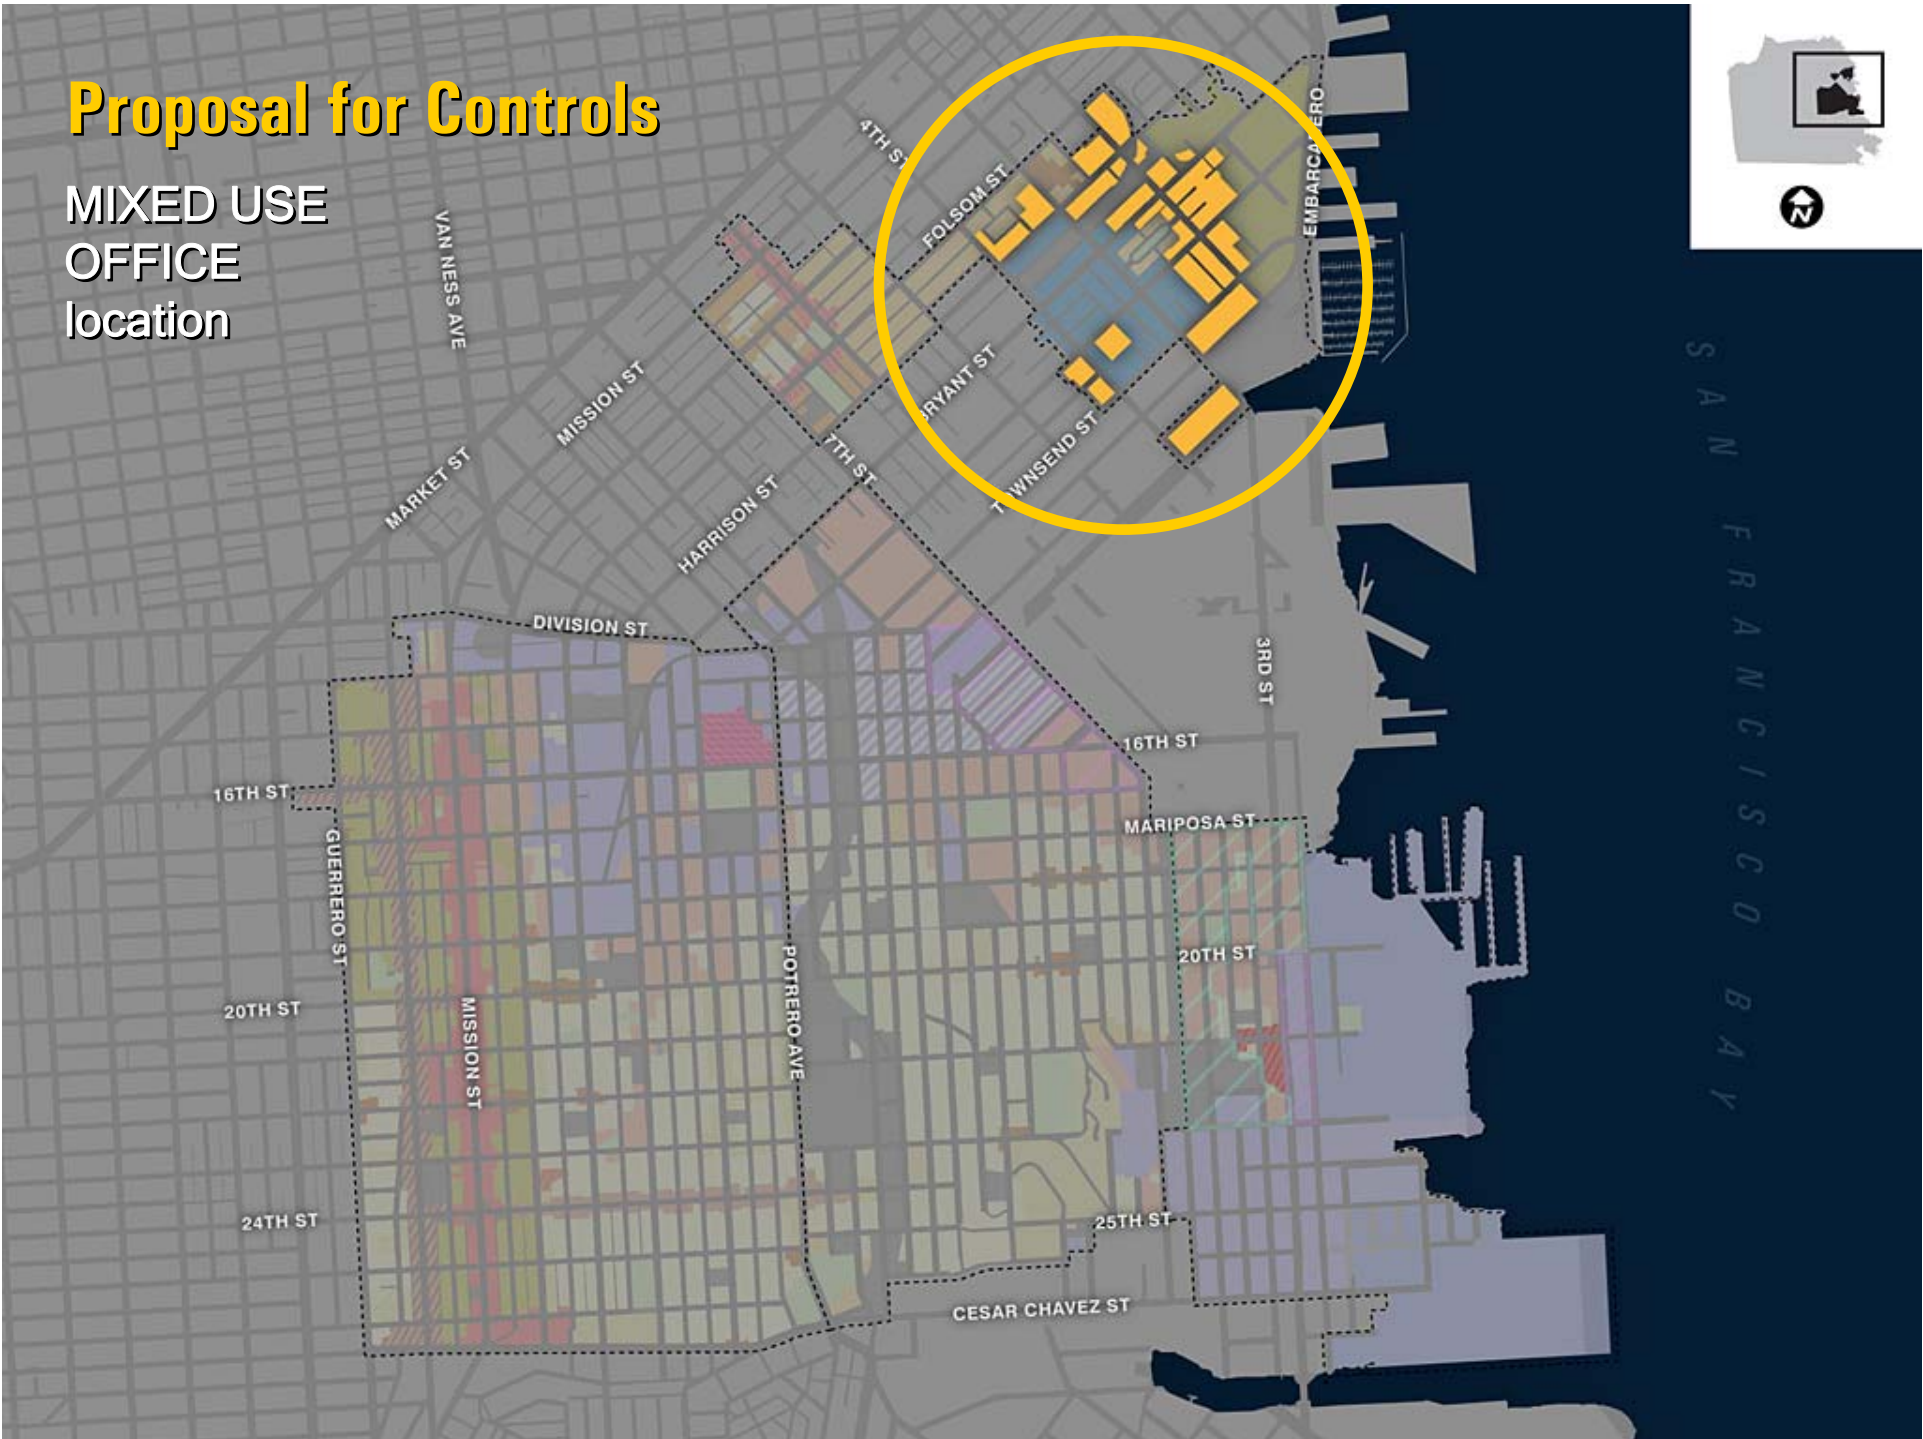 Proposal for Controls
MIXED USE
OFFICE
location
4TH ST
FOLSOM ST
EMBARCADERO
VAN NESS AVE
MISSION ST
BRYANT ST
MARKET ST
7TH ST
TOWNSEND ST
HARRISON ST
DIVISION ST
3RD ST
16TH ST
16TH ST
MARIPOSA ST
GUERRERO ST
20TH ST
POTRERO AVE
20TH ST
MISSION ST
24TH ST
25TH ST
CESAR CHAVEZ ST
SAN FRANCISCO BAY
N